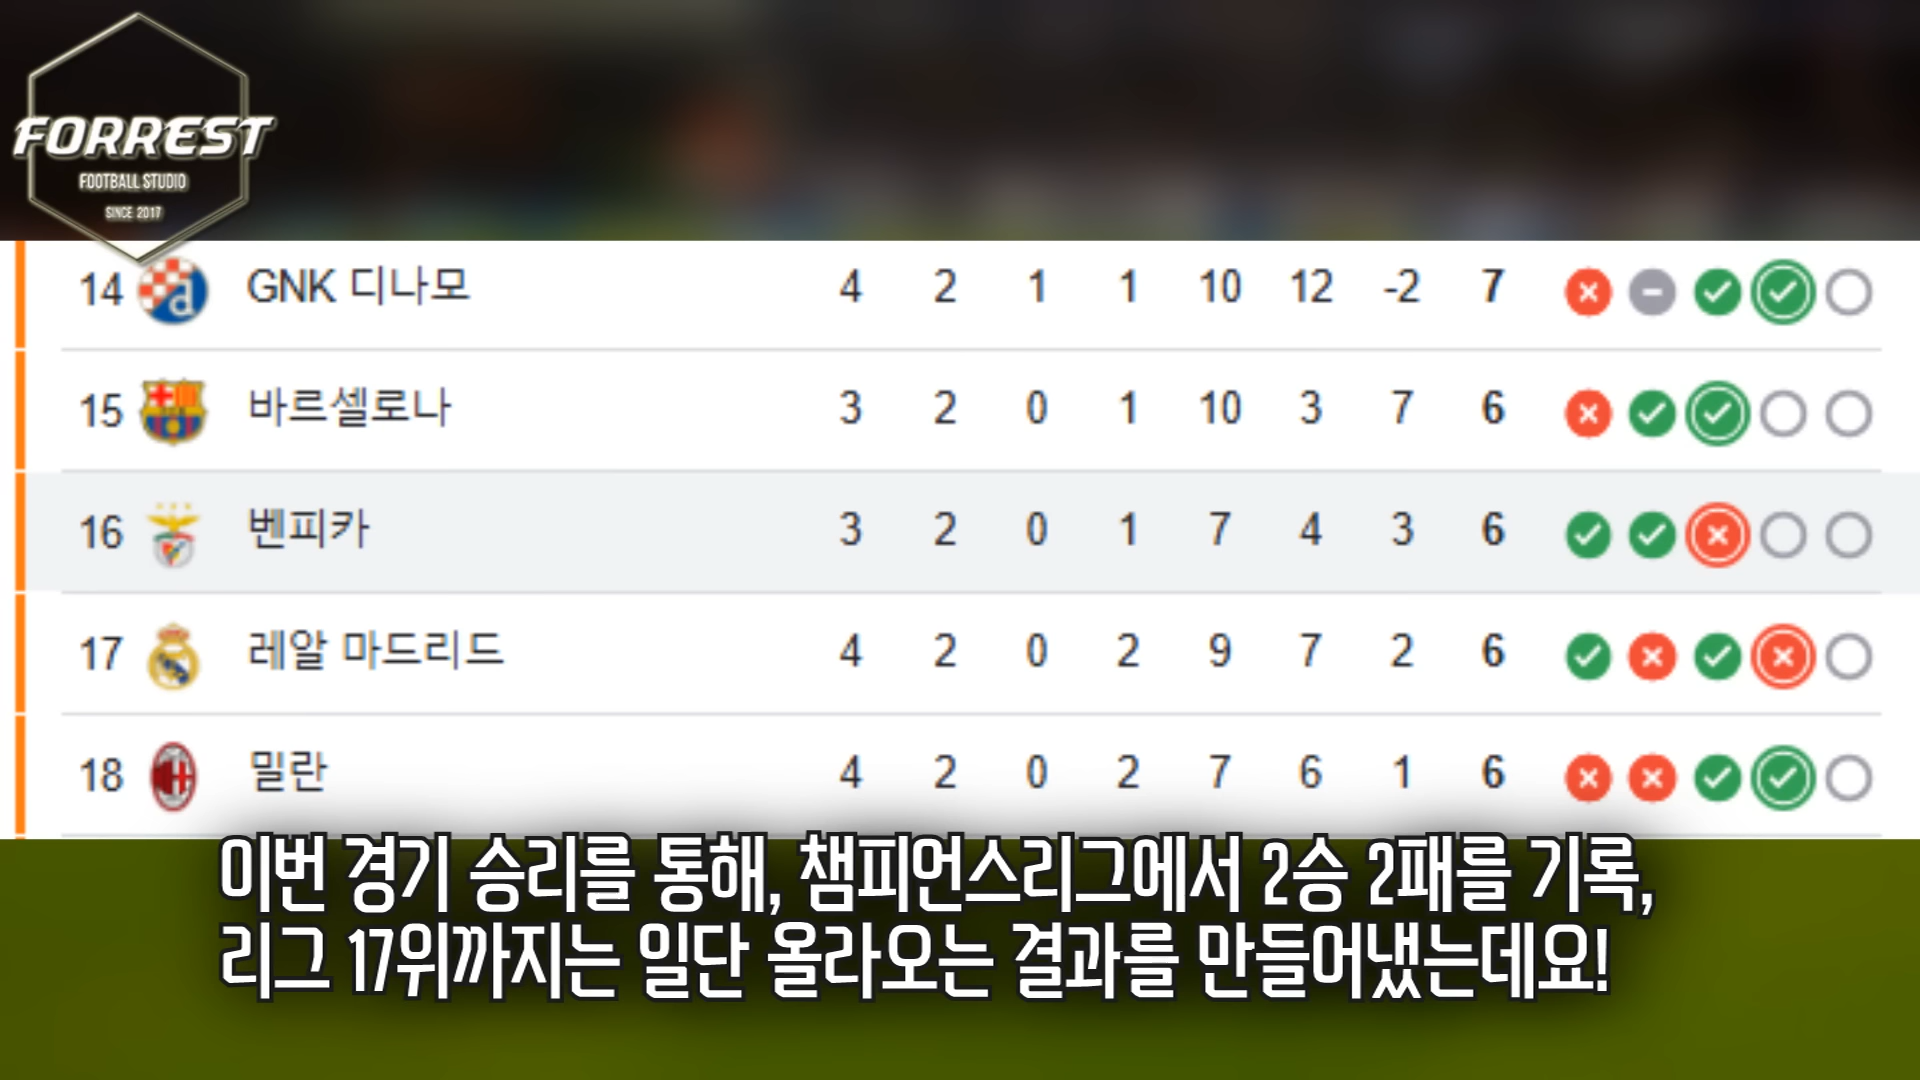 FORREST
FOOTBALL STUDIO
SINCE 2017
14 GNK 디나모 4 2 1 1 10 12 -2 7
15 바르셀로나 3 2 0 1 10 3 7 6
16 벤피카 3 2 0 1 7 4 3 6
17 레알 마드리드 4 2 0 2 9 7 2 6
18 밀란 4 2 0 2 7 6 1 6
이번 경기 승리를 통해, 챔피언스리그에서 2승 2패를 기록,
리그 17위까지는 일단 올라오는 결과를 만들어냈는데요!